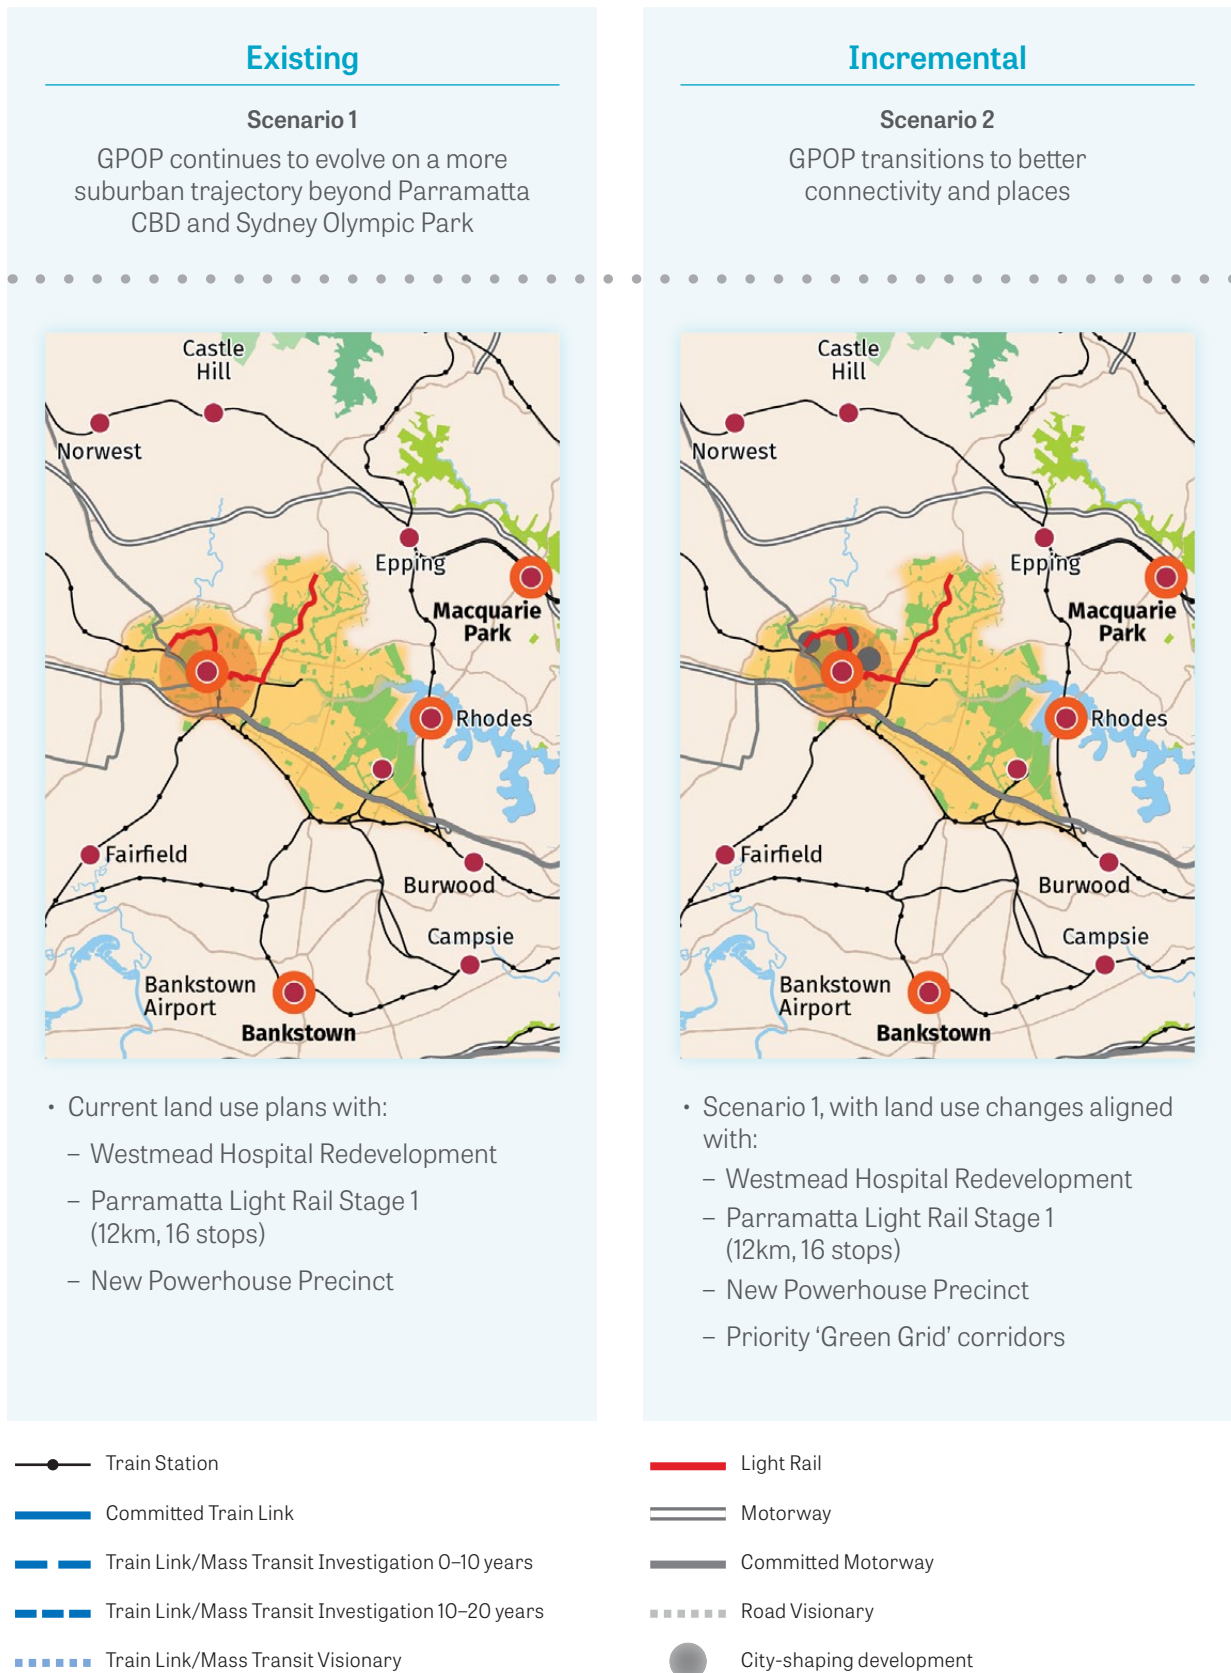 Existing
Scenario 1
GPOP continues to evolve on a more
suburban trajectory beyond Parramatta
CBD and Sydney Olympic Park
Castle
Hill
Norwest
Epping
Macquarie
Park
Rhodes
Fairfield
Burwood
Campsie
Bankstown
Airport
Bankstown
• Current land use plans with:
– Westmead Hospital Redevelopment
– Parramatta Light Rail Stage 1
(12km, 16 stops)
– New Powerhouse Precinct
Incremental
Scenario 2
GPOP transitions to better
connectivity and places
Castle
Hill
Norwest
Epping
Macquarie
Park
Rhodes
Fairfield
Burwood
Campsie
Bankstown
Airport
Bankstown
• Scenario 1, with land use changes aligned
with:
– Westmead Hospital Redevelopment
– Parramatta Light Rail Stage 1
(12km, 16 stops)
– New Powerhouse Precinct
– Priority ‘Green Grid’ corridors
Train Station
Committed Train Link
Train Link/Mass Transit Investigation 0–10 years
Train Link/Mass Transit Investigation 10–20 years
Train Link/Mass Transit Visionary
Light Rail
Motorway
Committed Motorway
Road Visionary
City-shaping development